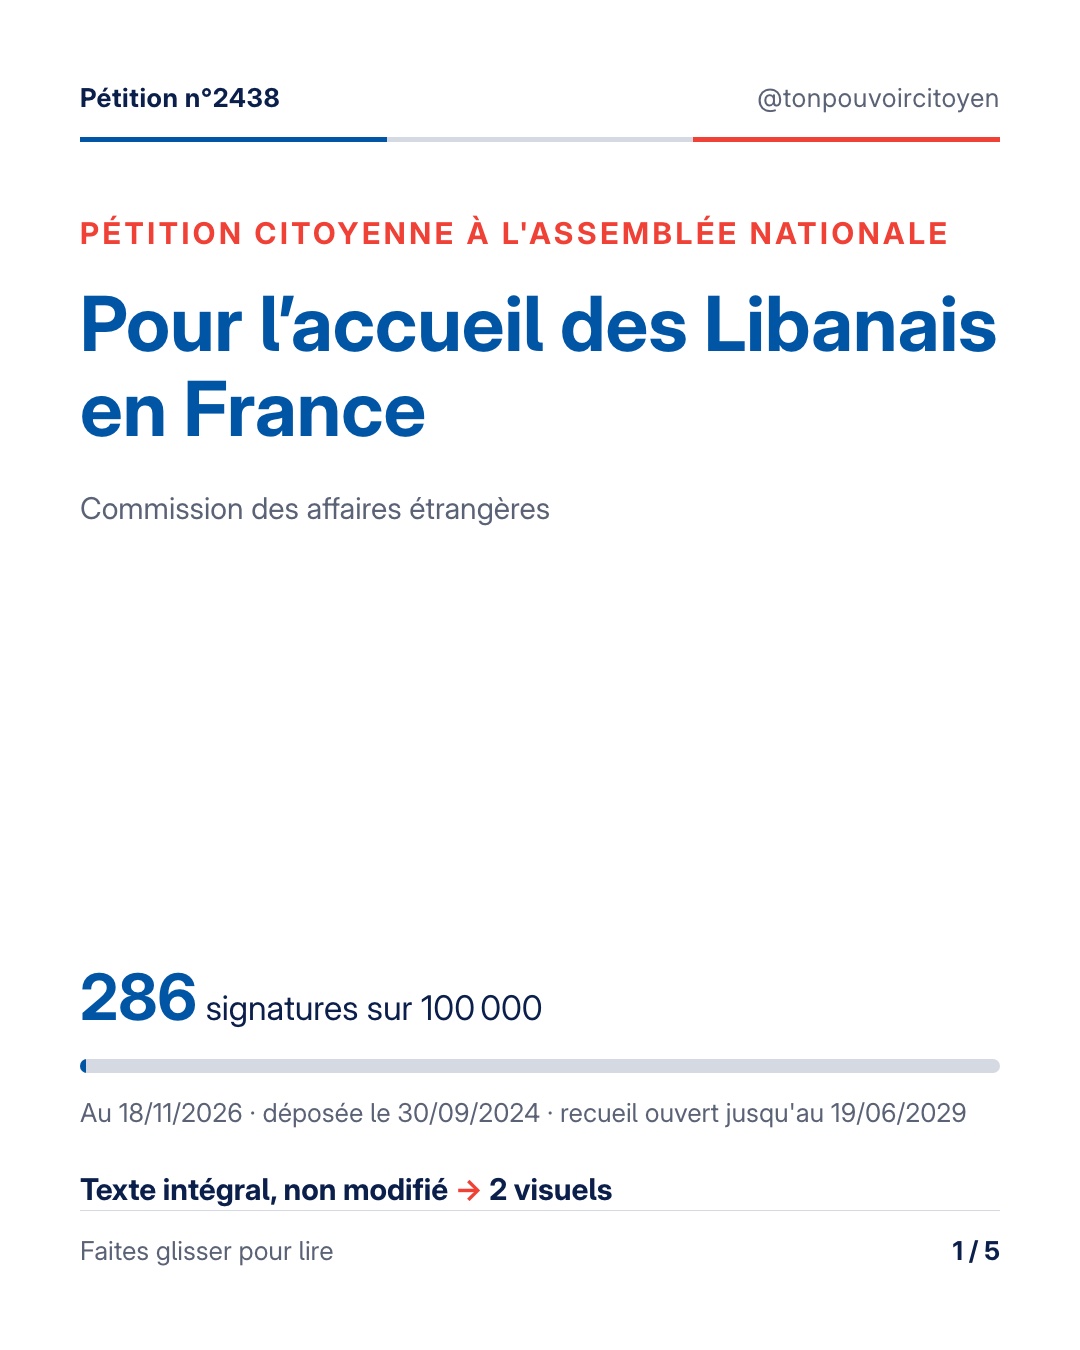 Pétition n°2438
@tonpouvoircitoyen
PÉTITION CITOYENNE À L'ASSEMBLÉE NATIONALE
Pour l’accueil des Libanais
en France
Commission des affaires étrangères
286 signatures sur 100 000
Au 18/11/2026 · déposée le 30/09/2024 · recueil ouvert jusqu'au 19/06/2029
Texte intégral, non modifié → 2 visuels
Faites glisser pour lire
1 / 5